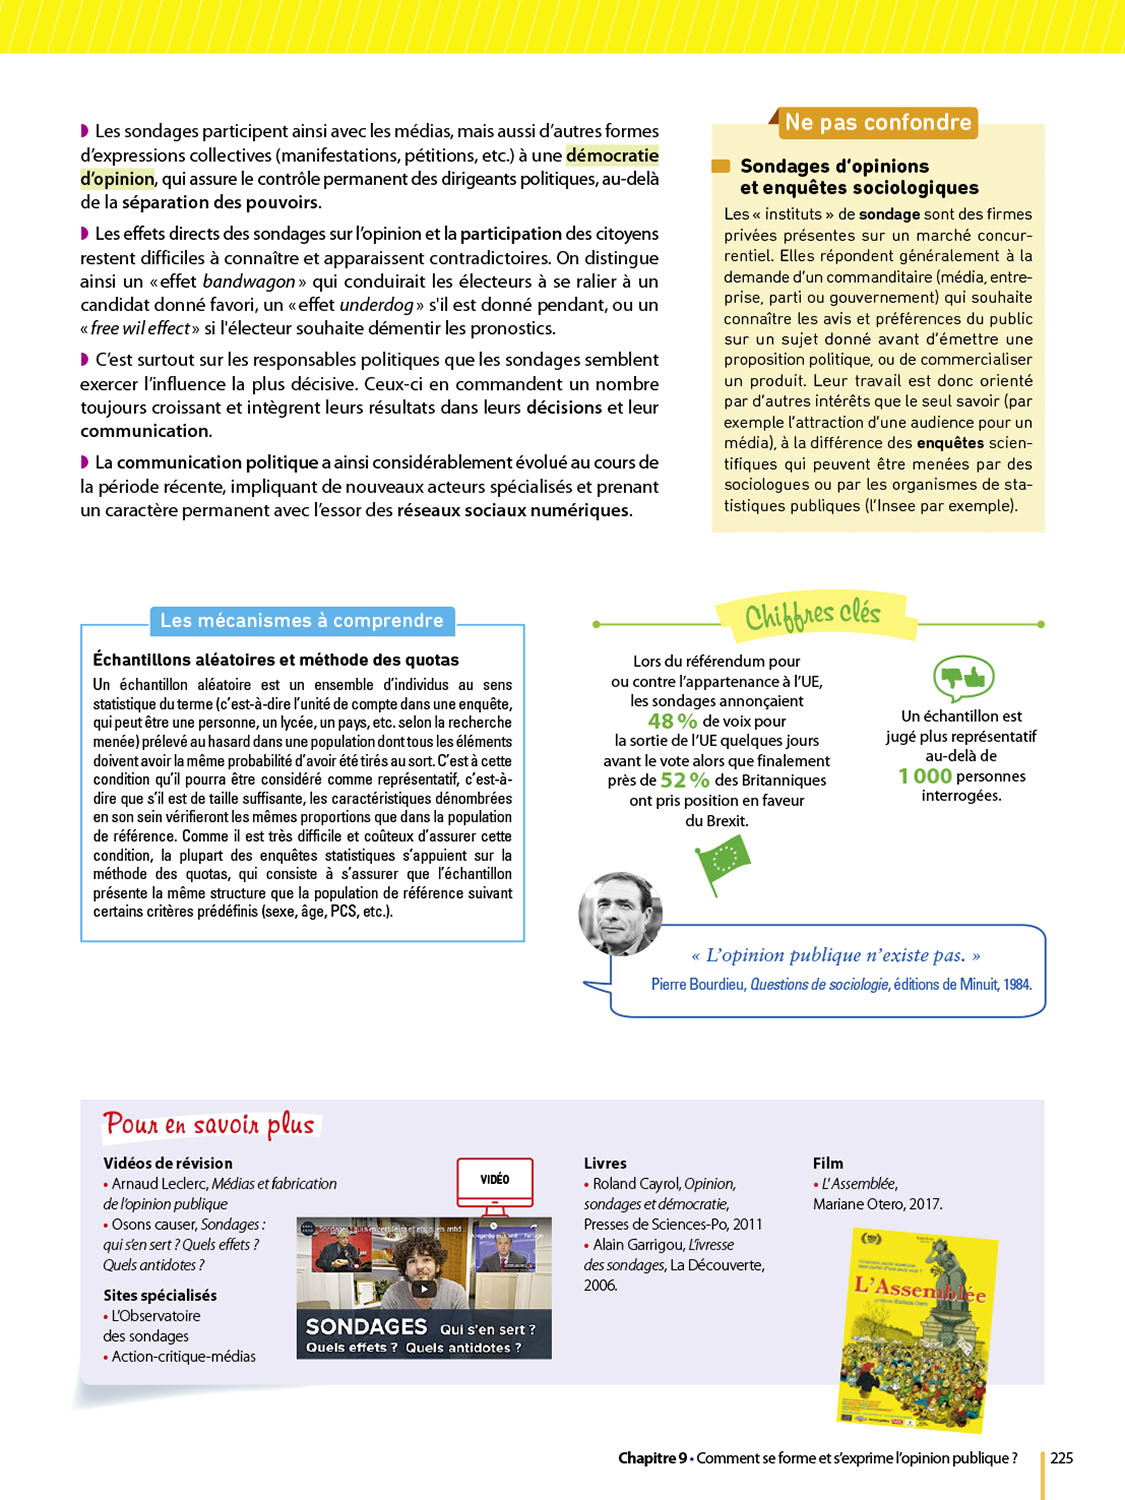 ◗ Les sondages participent ainsi avec les médias, mais aussi d’autres formes
d’expressions collectives (manifestations, pétitions, etc.) à une démocratie
d’opinion, qui assure le contrôle permanent des dirigeants politiques, au-delà
de la séparation des pouvoirs.
◗ Les effets directs des sondages sur l’opinion et la participation des citoyens
restent difficiles à connaître et apparaissent contradictoires. On distingue
ainsi un « effet bandwagon » qui conduirait les électeurs à se ralier à un
candidat donné favori, un « effet underdog » s'il est donné pendant, ou un
« free wil effect » si l'électeur souhaite démentir les pronostics.
◗ C’est surtout sur les responsables politiques que les sondages semblent
exercer l’influence la plus décisive. Ceux-ci en commandent un nombre
toujours croissant et intègrent leurs résultats dans leurs décisions et leur
communication.
◗ La communication politique a ainsi considérablement évolué au cours de
la période récente, impliquant de nouveaux acteurs spécialisés et prenant
un caractère permanent avec l’essor des réseaux sociaux numériques.
Ne pas confondre
Sondages d’opinions
et enquêtes sociologiques
Les « instituts » de sondage sont des firmes
privées présentes sur un marché concur-
rentiel. Elles répondent généralement à la
demande d’un commanditaire (média, entre-
prise, parti ou gouvernement) qui souhaite
connaître les avis et préférences du public
sur un sujet donné avant d’émettre une
proposition politique, ou de commercialiser
un produit. Leur travail est donc orienté
par d’autres intérêts que le seul savoir (par
exemple l’attraction d’une audience pour un
média), à la différence des enquêtes scien-
tifiques qui peuvent être menées par des
sociologues ou par les organismes de sta-
tistiques publiques (l’Insee par exemple).
Les mécanismes à comprendre
Échantillons aléatoires et méthode des quotas
Un échantillon aléatoire est un ensemble d’individus au sens
statistique du terme (c’est-à-dire l’unité de compte dans une enquête,
qui peut être une personne, un lycée, un pays, etc. selon la recherche
menée) prélevé au hasard dans une population dont tous les éléments
doivent avoir la même probabilité d’avoir été tirés au sort. C’est à cette
condition qu’il pourra être considéré comme représentatif, c’est-à-
dire que s’il est de taille suffisante, les caractéristiques dénombrées
en son sein vérifieront les mêmes proportions que dans la population
de référence. Comme il est très difficile et coûteux d’assurer cette
condition, la plupart des enquêtes statistiques s’appuient sur la
méthode des quotas, qui consiste à s’assurer que l’échantillon
présente la même structure que la population de référence suivant
certains critères prédéfinis (sexe, âge, PCS, etc.).
Chiffres clés
Lors du référendum pour
ou contre l’appartenance à l’UE,
les sondages annonçaient
48 % de voix pour
la sortie de l’UE quelques jours
avant le vote alors que finalement
près de 52 % des Britanniques
ont pris position en faveur
du Brexit.
Un échantillon est
jugé plus représentatif
au-delà de
1 000 personnes
interrogées.
« L’opinion publique n’existe pas. »
Pierre Bourdieu, Questions de sociologie, éditions de Minuit, 1984.
Pour en savoir plus
Vidéos de révision
• Arnaud Leclerc, Médias et fabrication
de l’opinion publique
• Osons causer, Sondages :
qui s’en sert ? Quels effets ?
Quels antidotes ?
Sites spécialisés
• L’Observatoire
des sondages
• Action-critique-médias
VIDÉO
SONDAGES Qui s'en sert ?
Quels effets ? Quels antidotes ?
Livres
• Roland Cayrol, Opinion,
sondages et démocratie,
Presses de Sciences-Po, 2011
• Alain Garrigou, L’ivresse
des sondages, La Découverte,
2006.
Film
• L’Assemblée,
Mariane Otero, 2017.
L'Assemblée
Chapitre 9 • Comment se forme et s’exprime l’opinion publique ?
225